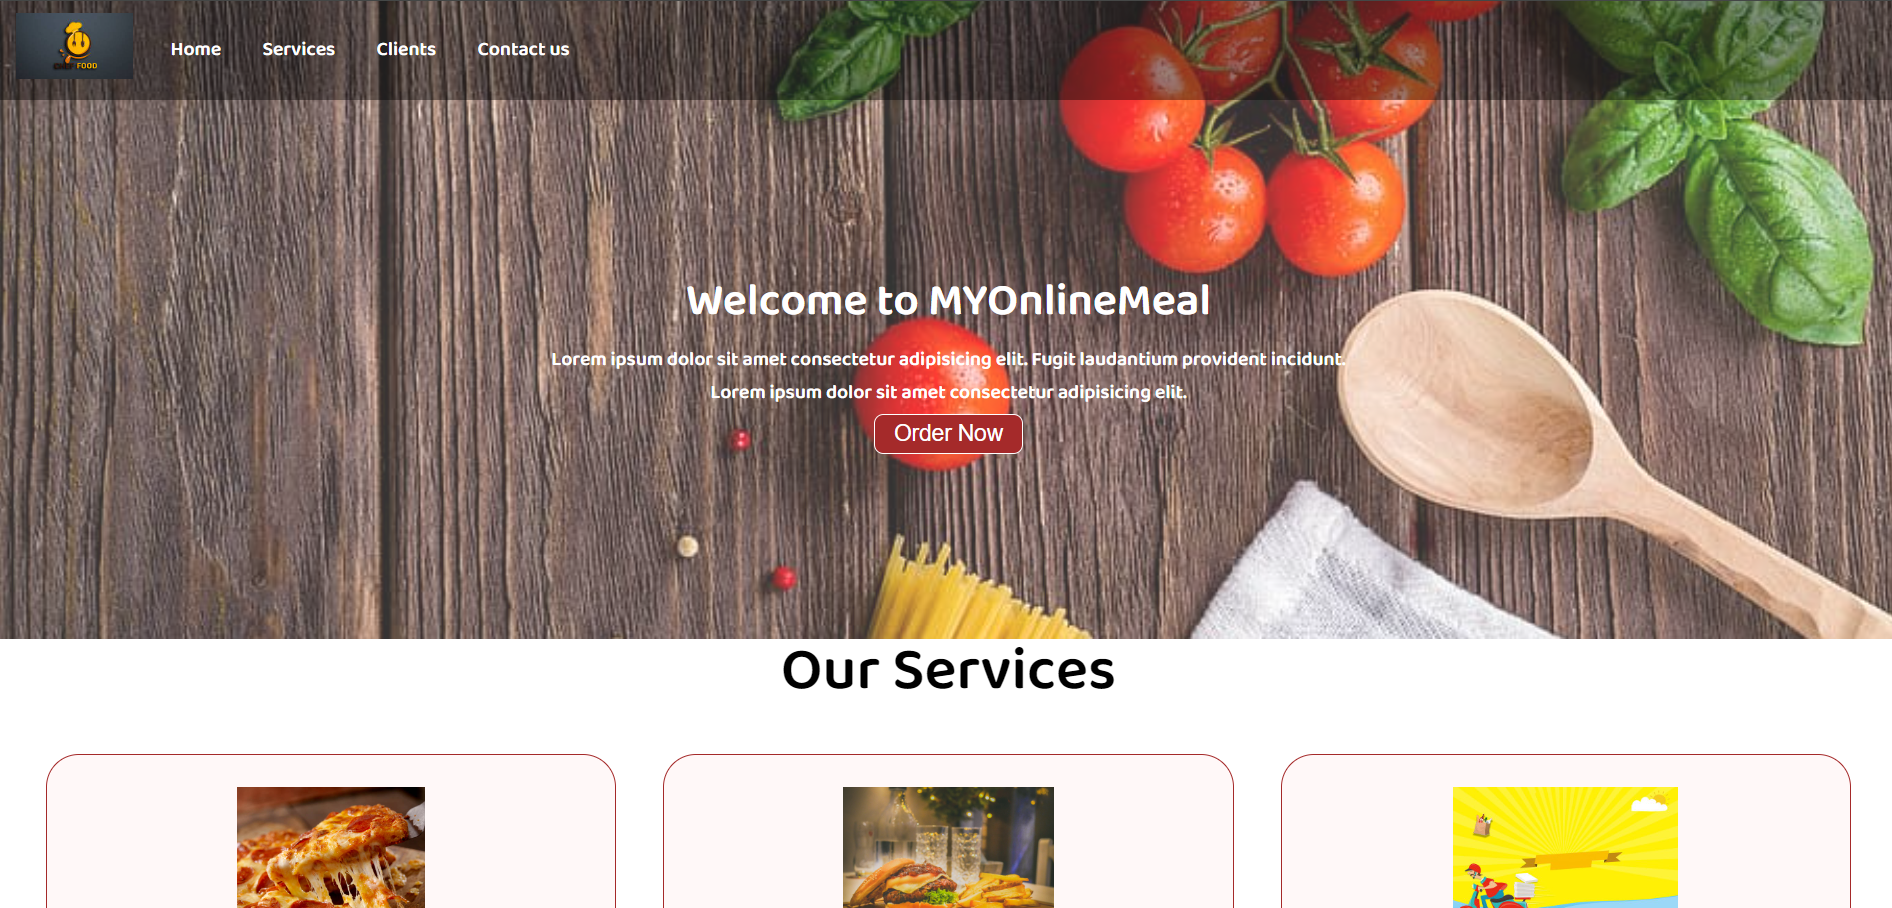 FOOD
Home Services Clients Contact us
Welcome to MYOnlineMeal
Lorem ipsum dolor sit amet consectetur adipisicing elit. Fugit laudantium provident incidunt.
Lorem ipsum dolor sit amet consectetur adipisicing elit.
Order Now
Our Services